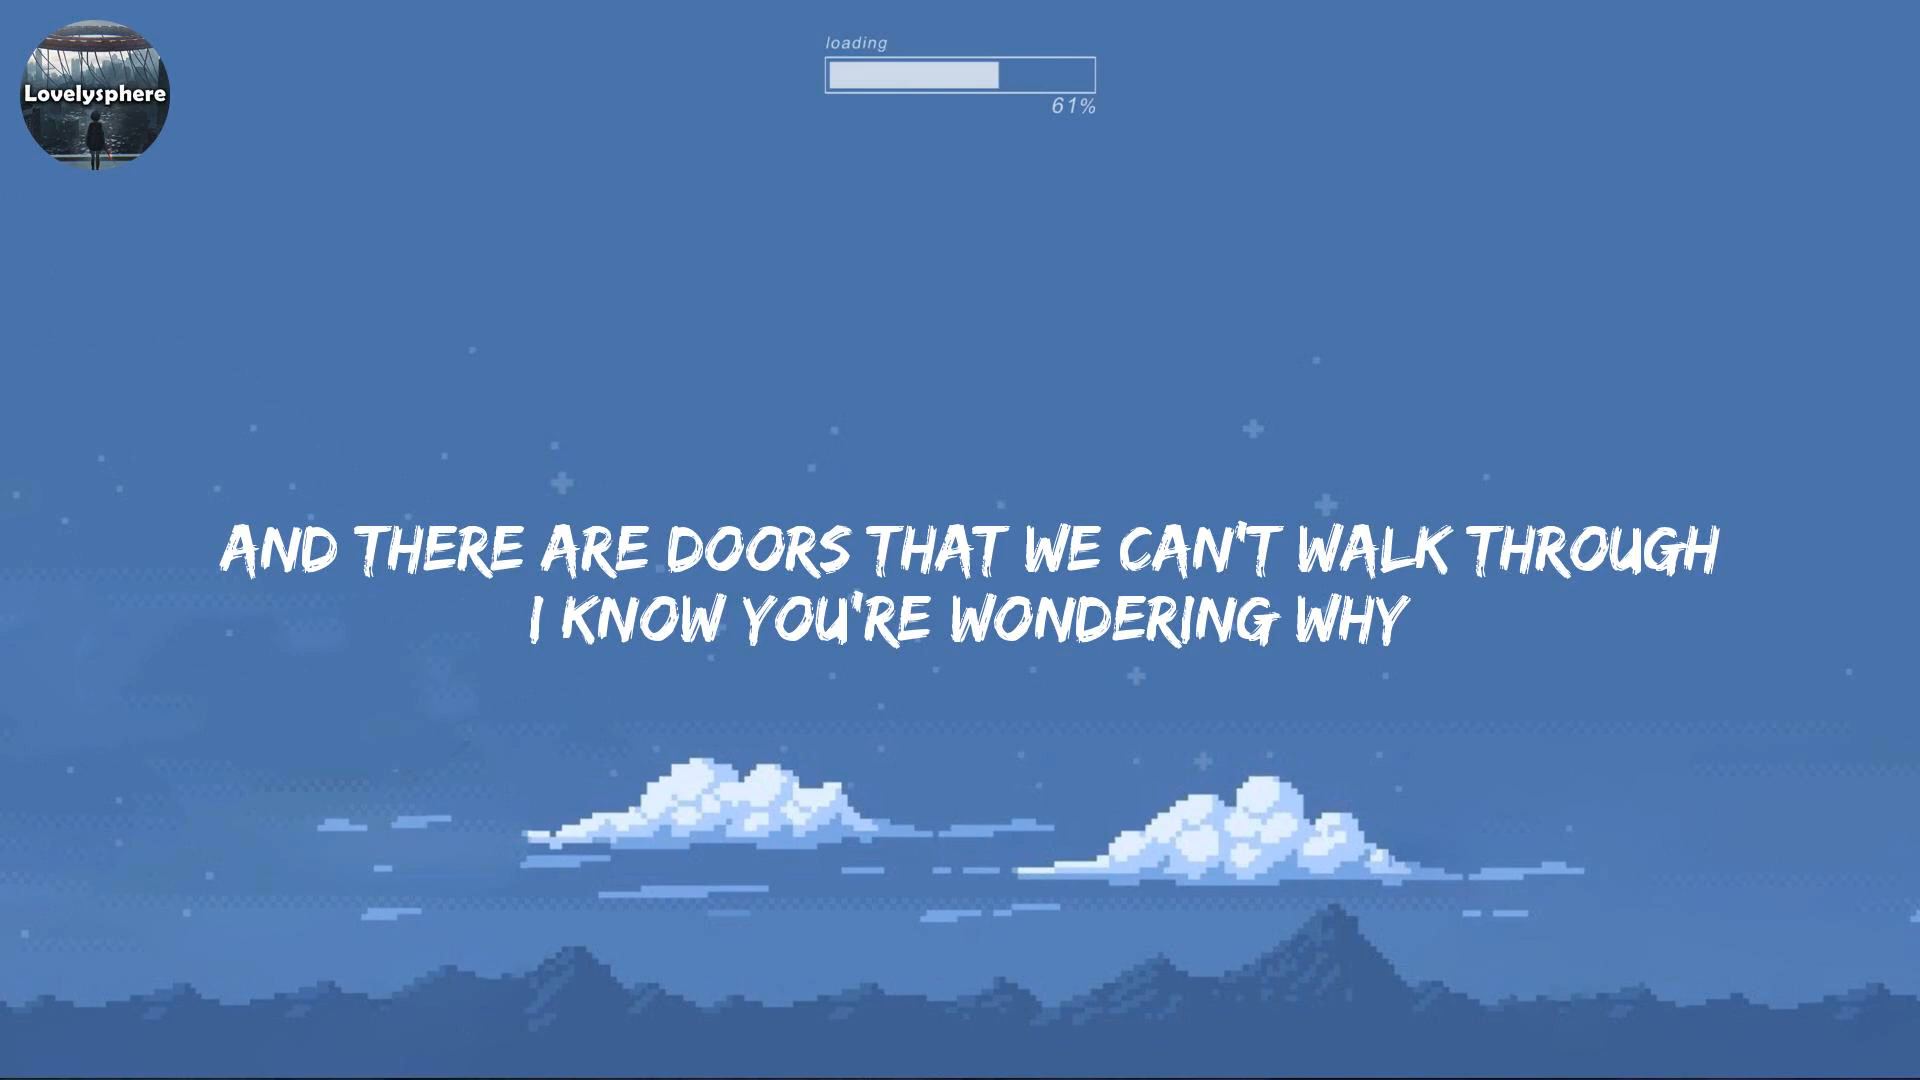 Lovelysphere
loading
61%
AND THERE ARE DOORS THAT WE CAN'T WALK THROUGH
I KNOW YOU'RE WONDERING WHY